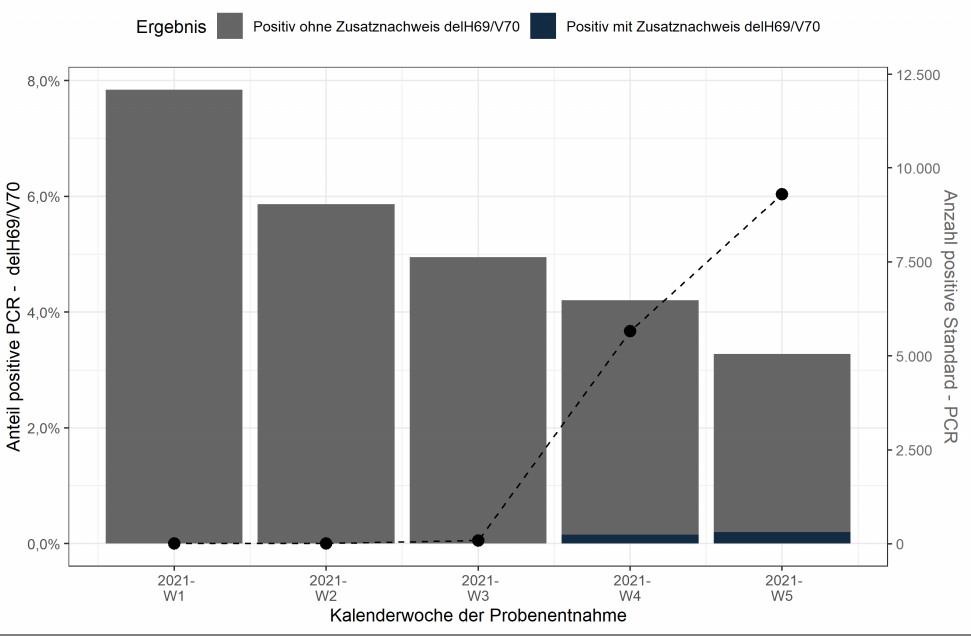 Ergebnis Positiv ohne Zusatznachweis delH69/V70 Positiv mit Zusatznachweis delH69/V70
8,0%
6,0%
4,0%
2,0%
0,0%
Anteil positive PCR - delH69/V70
12.500
10.000
7.500
5.000
2.500
0
Anzahl positive Standard - PCR
2021-
W1
2021-
W2
2021-
W3
2021-
W4
2021-
W5
Kalenderwoche der Probenentnahme